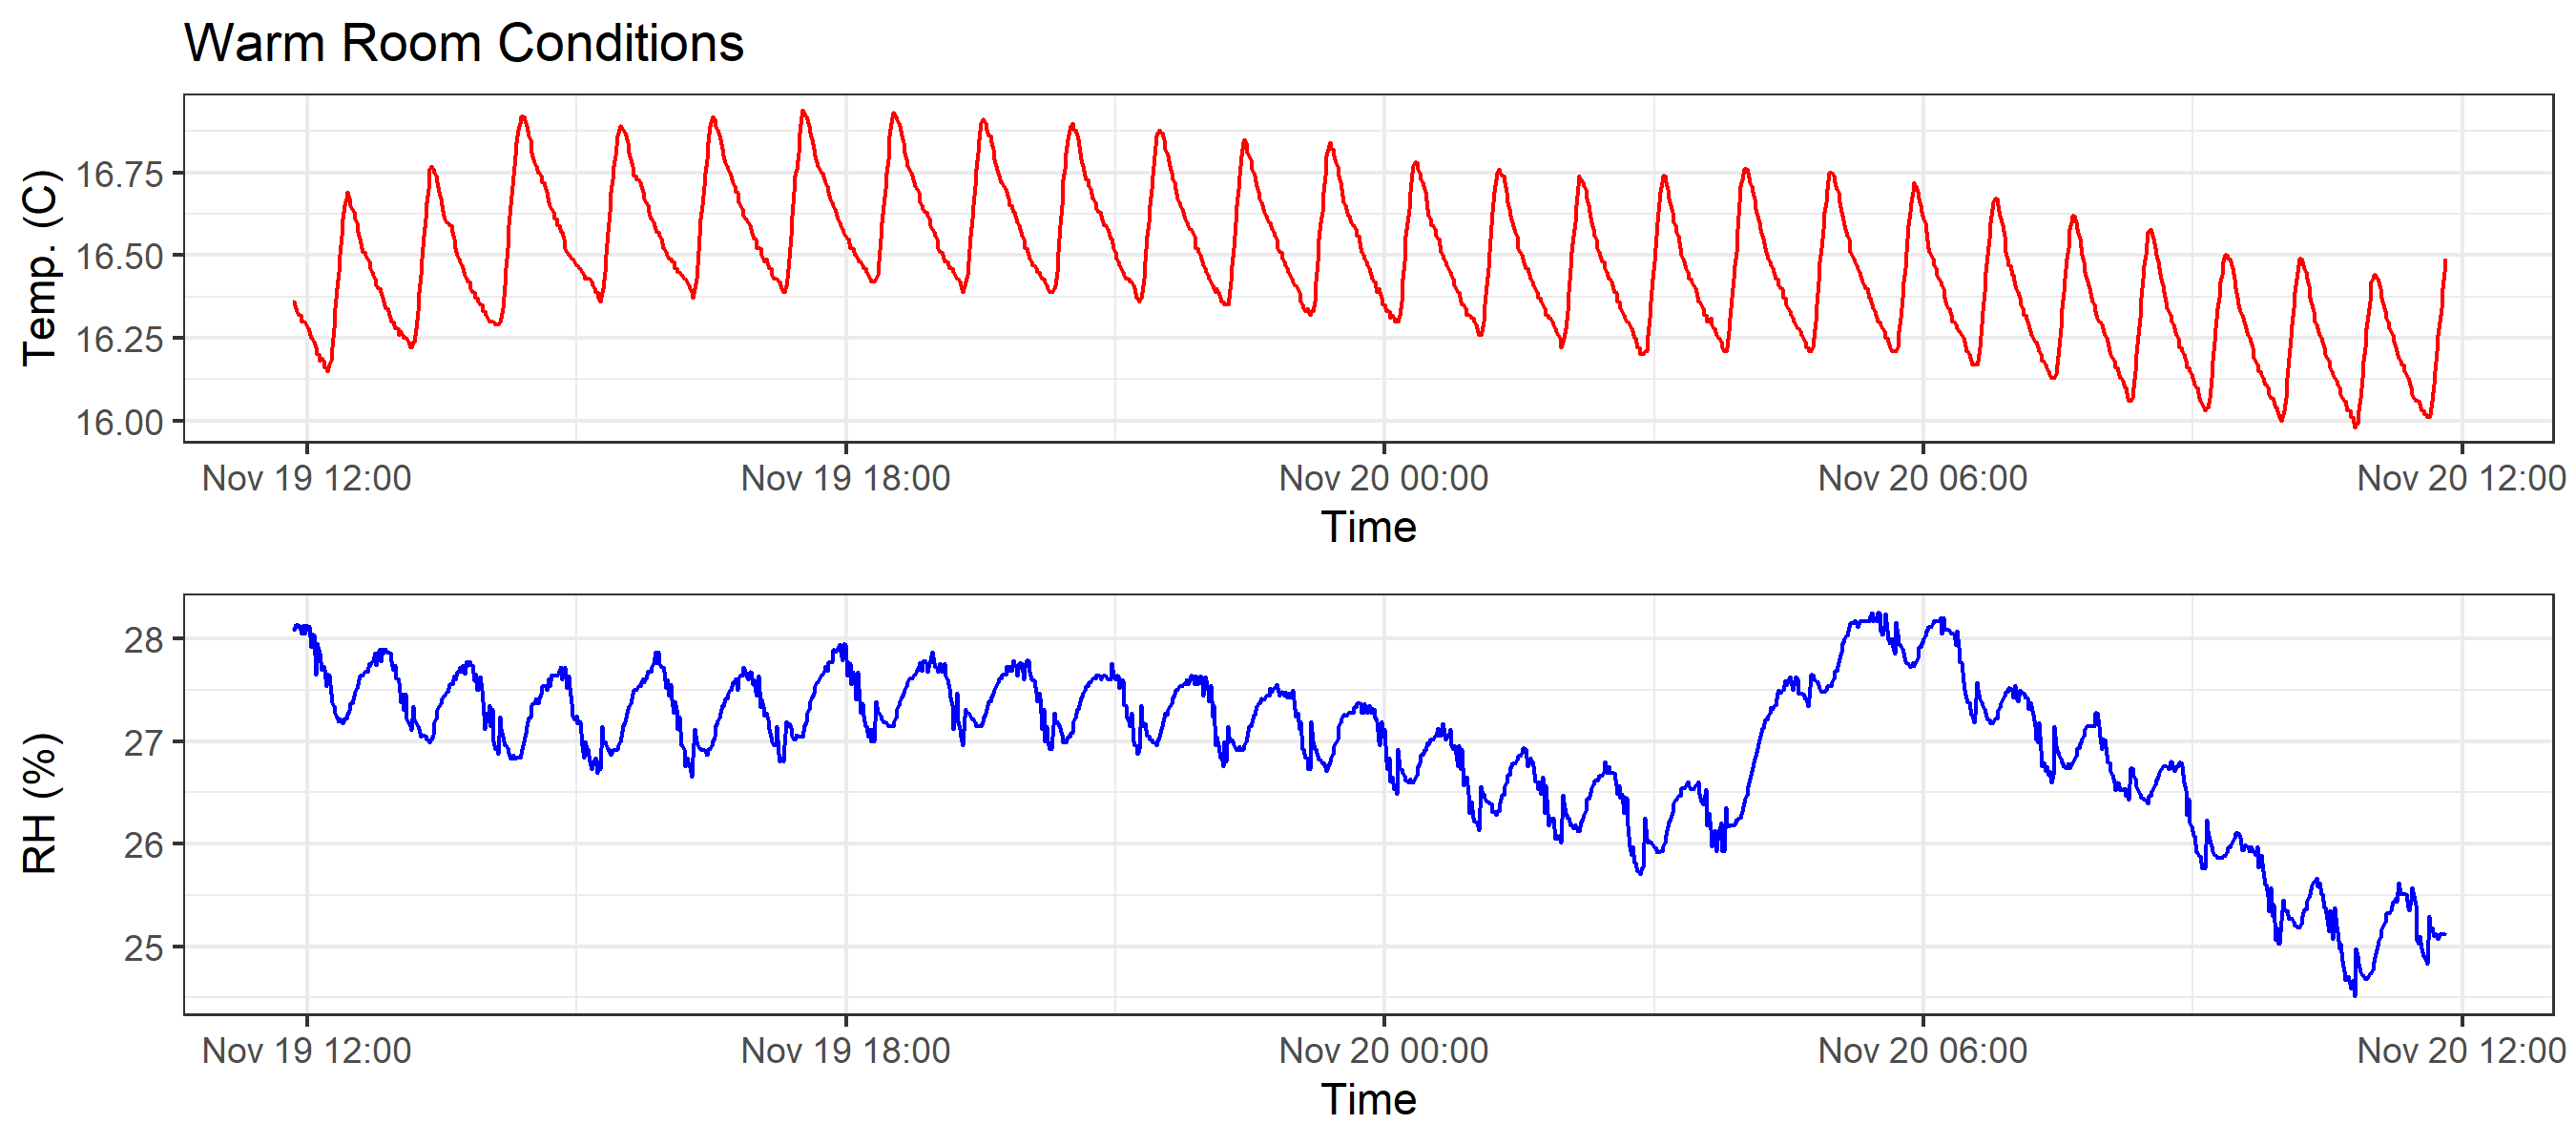 Warm Room Conditions
Temp. (C)
16.75
16.50
16.25
16.00
Nov 19 12:00 Nov 19 18:00 Nov 20 00:00 Nov 20 06:00 Nov 20 12:00
Time
RH (%)
28
27
26
25
Nov 19 12:00 Nov 19 18:00 Nov 20 00:00 Nov 20 06:00 Nov 20 12:00
Time